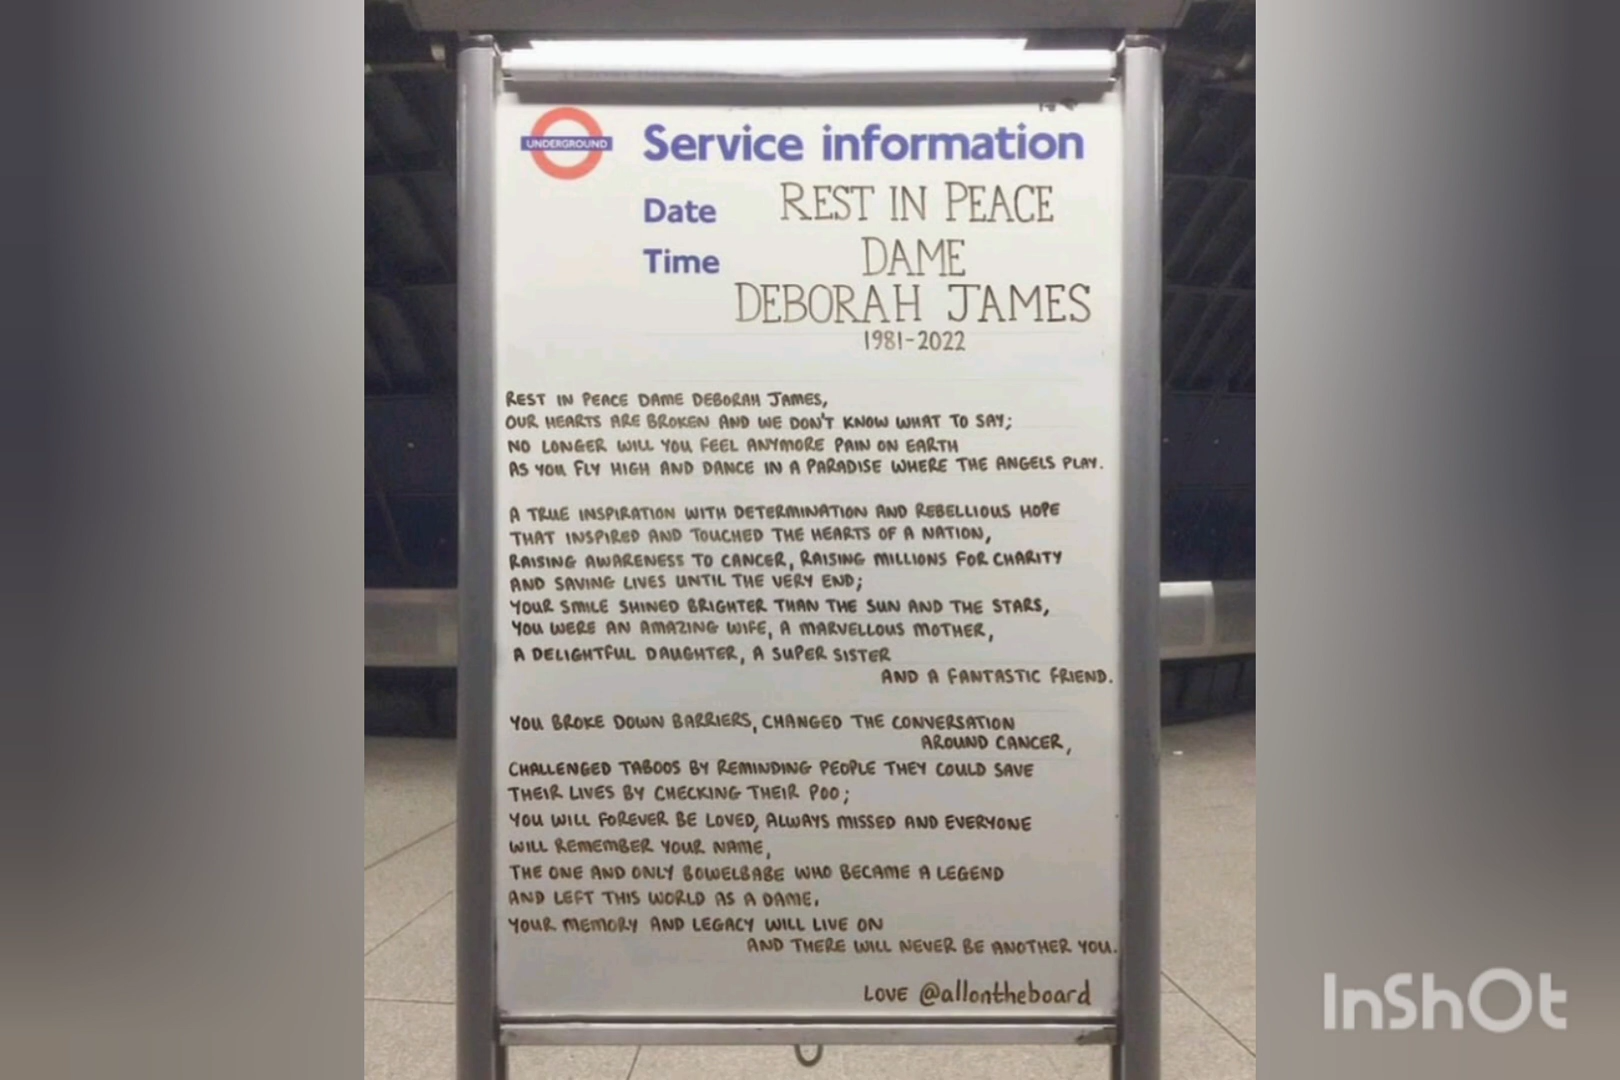 UNDERGROUND
Service information
Date REST IN PEACE
Time DAME
DEBORAH JAMES
1981-2022
REST IN PEACE DAME DEBORAH JAMES,
OUR HEARTS ARE BROKEN AND WE DON'T KNOW WHAT TO SAY;
NO LONGER WILL YOU FEEL ANYMORE PAIN ON EARTH
AS YOU FLY HIGH AND DANCE IN A PARADISE WHERE THE ANGELS PLAY.
A TRUE INSPIRATION WITH DETERMINATION AND REBELLIOUS HOPE
THAT INSPIRED AND TOUCHED THE HEARTS OF A NATION,
RAISING AWARENESS TO CANCER, RAISING MILLIONS FOR CHARITY
AND SAVING LIVES UNTIL THE VERY END;
YOUR SMILE SHINED BRIGHTER THAN THE SUN AND THE STARS,
YOU WERE AN AMAZING WIFE, A MARVELLOUS MOTHER,
A DELIGHTFUL DAUGHTER, A SUPER SISTER
AND A FANTASTIC FRIEND.
YOU BROKE DOWN BARRIERS, CHANGED THE CONVERSATION
AROUND CANCER,
CHALLENGED TABOOS BY REMINDING PEOPLE THEY COULD SAVE
THEIR LIVES BY CHECKING THEIR POO;
YOU WILL FOREVER BE LOVED, ALWAYS MISSED AND EVERYONE
WILL REMEMBER YOUR NAME,
THE ONE AND ONLY BOWELBABE WHO BECAME A LEGEND
AND LEFT THIS WORLD AS A DAME.
YOUR MEMORY AND LEGACY WILL LIVE ON
AND THERE WILL NEVER BE ANOTHER YOU.
LOVE @allontheboard
InShOt